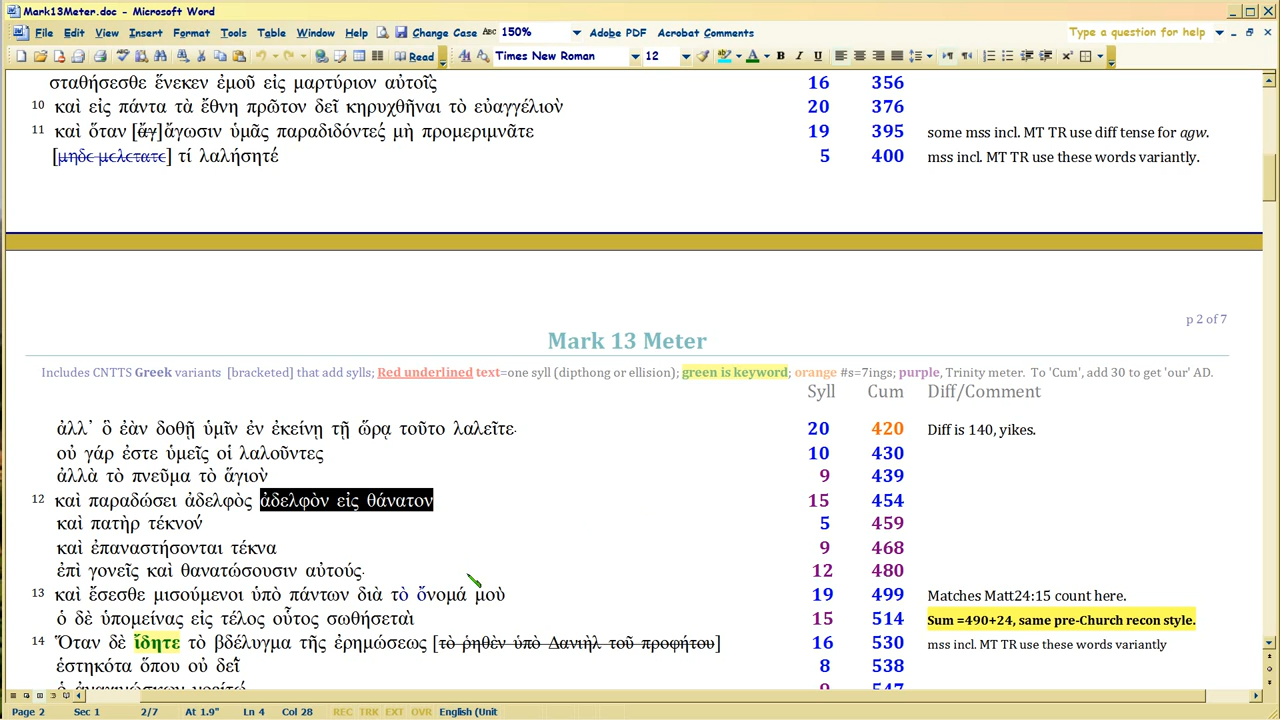 Mark13Meter.doc - Microsoft Word
File Edit View Insert Format Tools Table Window Help Change Case ABC 150% Adobe PDF Acrobat Comments Type a question for help
Read Times New Roman 12 B I U
σταθήσεσθε ἕνεκεν ἐμοῦ εἰς μαρτύριον αὐτοῖς 16 356
10 καὶ εἰς πάντα τὰ ἔθνη πρῶτον δεῖ κηρυχθῆναι τὸ εὐαγγέλιον 20 376
11 καὶ ὅταν [ἄγ]ἄγωσιν ὑμᾶς παραδιδόντες μὴ προμεριμνᾶτε 19 395 some mss incl. MT TR use diff tense for agw.
[μηδε μελετατε] τί λαλήσητέ 5 400 mss incl. MT TR use these words variantly.
p 2 of 7
Mark 13 Meter
Includes CNTTS Greek variants [bracketed] that add sylls; Red underlined text=one syll (dipthong or ellision); green is keyword; orange #s=7ings; purple, Trinity meter. To 'Cum', add 30 to get 'our' AD.
Syll Cum Diff/Comment
ἀλλ᾽ ὃ ἐὰν δοθῇ ὑμῖν ἐν ἐκείνῃ τῇ ὥρᾳ τοῦτο λαλεῖτε· 20 420 Diff is 140, yikes.
οὐ γάρ ἐστε ὑμεῖς οἱ λαλοῦντες 10 430
ἀλλὰ τὸ πνεῦμα τὸ ἅγιὸν 9 439
12 καὶ παραδώσει ἀδελφὸς ἀδελφὸν εἰς θάνατον 15 454
καὶ πατὴρ τέκνον́ 5 459
καὶ ἐπαναστήσονται τέκνα 9 468
ἐπὶ γονεῖς καὶ θανατώσουσιν αὐτούς· 12 480
13 καὶ ἔσεσθε μισούμενοι ὑπὸ πάντων διὰ τὸ ὄνομά μοὺ 19 499 Matches Matt24:15 count here.
ὁ δὲ ὑπομείνας εἰς τέλος οὗτος σωθήσεταὶ 15 514 Sum =490+24, same pre-Church recon style.
14 Ὅταν δὲ ἴδητε τὸ βδέλυγμα τῆς ἐρημώσεως [τὸ ῥηθὲν ὑπὸ Δανιὴλ τοῦ προφήτου] 16 530 mss incl. MT TR use these words variantly
ἑστηκότα ὅπου οὐ δεῖ 8 538
ὁ ἀναγινώσκων νοείτώ 9 547
Page 2 Sec 1 2/7 At 1.9" Ln 4 Col 28 REC TRK EXT OVR English (Unit